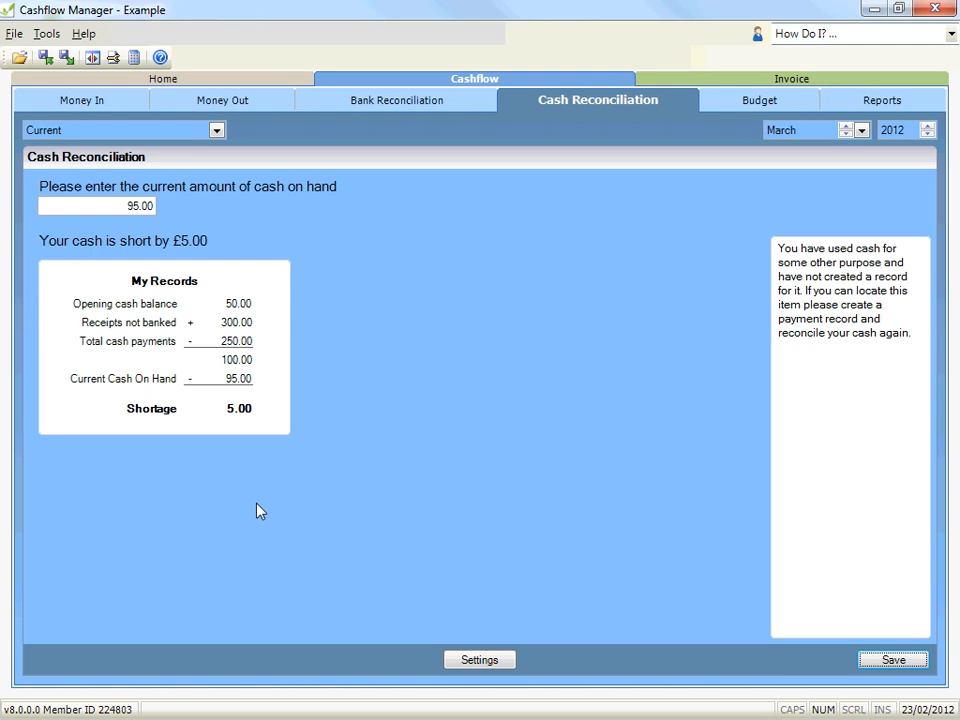 Cashflow Manager - Example
File Tools Help
How Do I? ...
Home Cashflow Invoice
Money In Money Out Bank Reconciliation Cash Reconciliation Budget Reports
Current March 2012
Cash Reconciliation
Please enter the current amount of cash on hand
95.00
Your cash is short by £5.00
My Records
Opening cash balance 50.00
Receipts not banked + 300.00
Total cash payments - 250.00
100.00
Current Cash On Hand - 95.00
Shortage 5.00
You have used cash for
some other purpose and
have not created a record
for it. If you can locate this
item please create a
payment record and
reconcile your cash again.
Settings Save
v8.0.0.0 Member ID 224803 CAPS NUM SCRL INS 23/02/2012